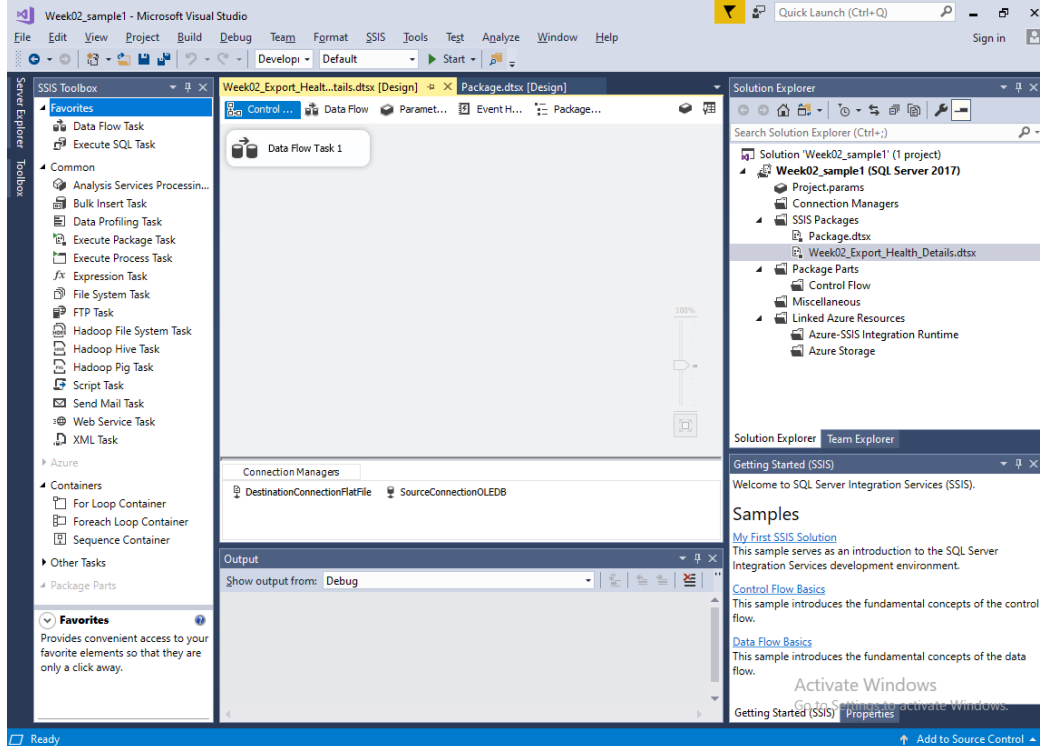 Week02_sample1 - Microsoft Visual Studio
Quick Launch (Ctrl+Q)
File Edit View Project Build Debug Team Format SSIS Tools Test Analyze Window Help
Sign in
Develop Default Start
Server Explorer
Toolbox
SSIS Toolbox
Favorites
Data Flow Task
Execute SQL Task
Common
Analysis Services Processin...
Bulk Insert Task
Data Profiling Task
Execute Package Task
Execute Process Task
Expression Task
File System Task
FTP Task
Hadoop File System Task
Hadoop Hive Task
Hadoop Pig Task
Script Task
Send Mail Task
Web Service Task
XML Task
Azure
Containers
For Loop Container
Foreach Loop Container
Sequence Container
Other Tasks
Package Parts
Favorites
Provides convenient access to your
favorite elements so that they are
only a click away.
Week02_Export_Healt...tails.dtsx [Design] Package.dtsx [Design]
Control ... Data Flow Paramet... Event H... Package...
Data Flow Task 1
100%
Connection Managers
DestinationConnectionFlatFile SourceConnectionOLEDB
Output
Show output from: Debug
Solution Explorer
Search Solution Explorer (Ctrl+;)
Solution 'Week02_sample1' (1 project)
Week02_sample1 (SQL Server 2017)
Project.params
Connection Managers
SSIS Packages
Package.dtsx
Week02_Export_Health_Details.dtsx
Package Parts
Control Flow
Miscellaneous
Linked Azure Resources
Azure-SSIS Integration Runtime
Azure Storage
Solution Explorer Team Explorer
Getting Started (SSIS)
Welcome to SQL Server Integration Services (SSIS).
Samples
My First SSIS Solution
This sample serves as an introduction to the SQL Server
Integration Services development environment.
Control Flow Basics
This sample introduces the fundamental concepts of the control
flow.
Data Flow Basics
This sample introduces the fundamental concepts of the data
flow.
Activate Windows
Go to Settings to activate Windows.
Getting Started (SSIS) Properties
Ready
Add to Source Control